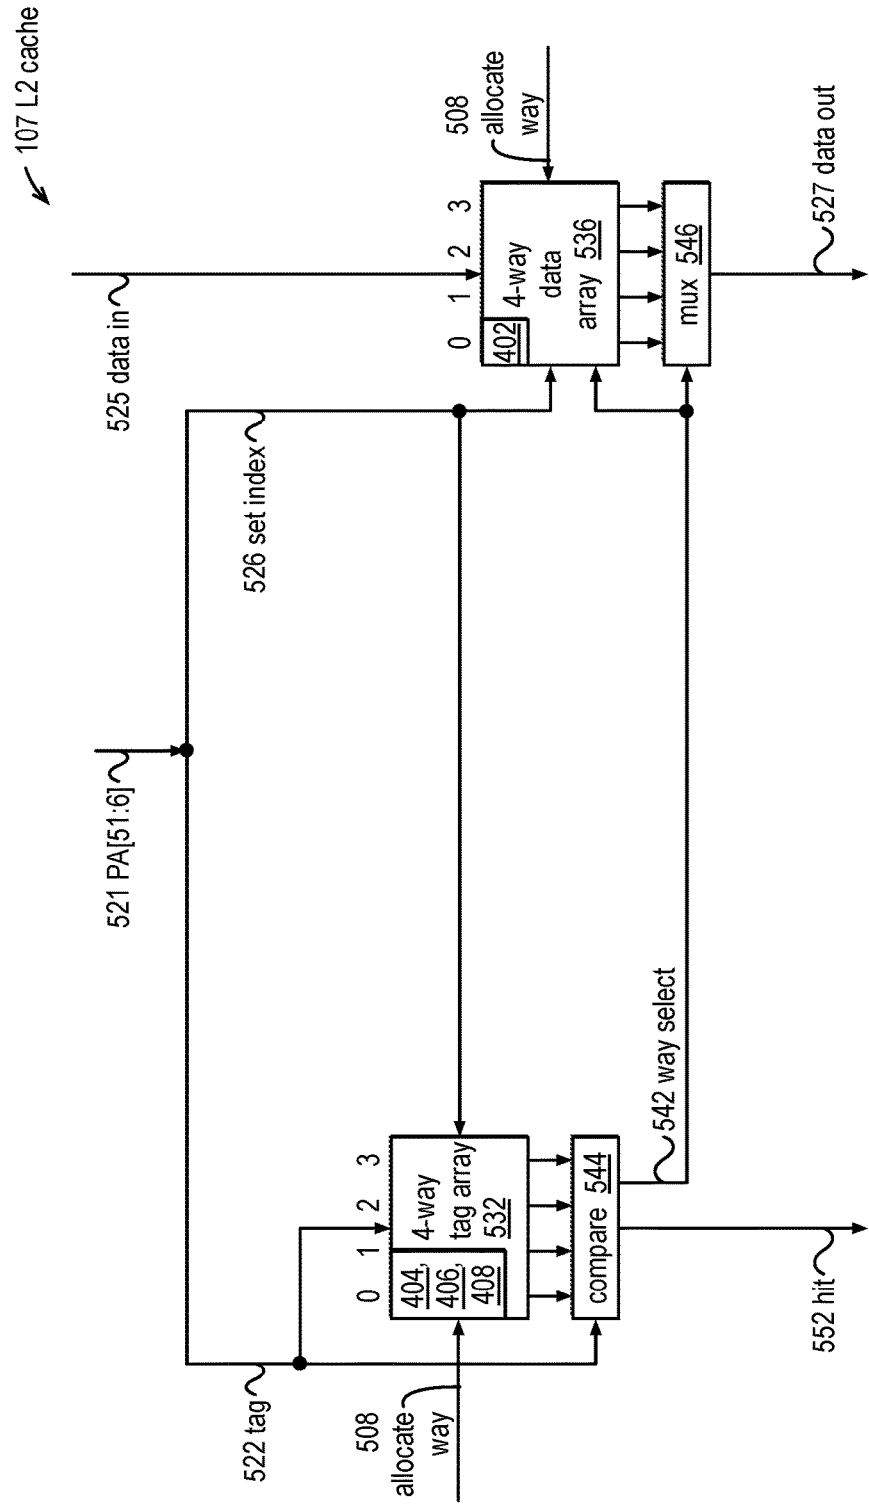 107 L2 cache
525 data in
521 PA[51:6]
526 set index
522 tag
508
allocate
way
0 1 2 3
404,
406,
408
4-way
tag array
532
compare 544
542 way select
552 hit
0 1 2 3
402
4-way
data
array 536
508
allocate
way
mux 546
527 data out